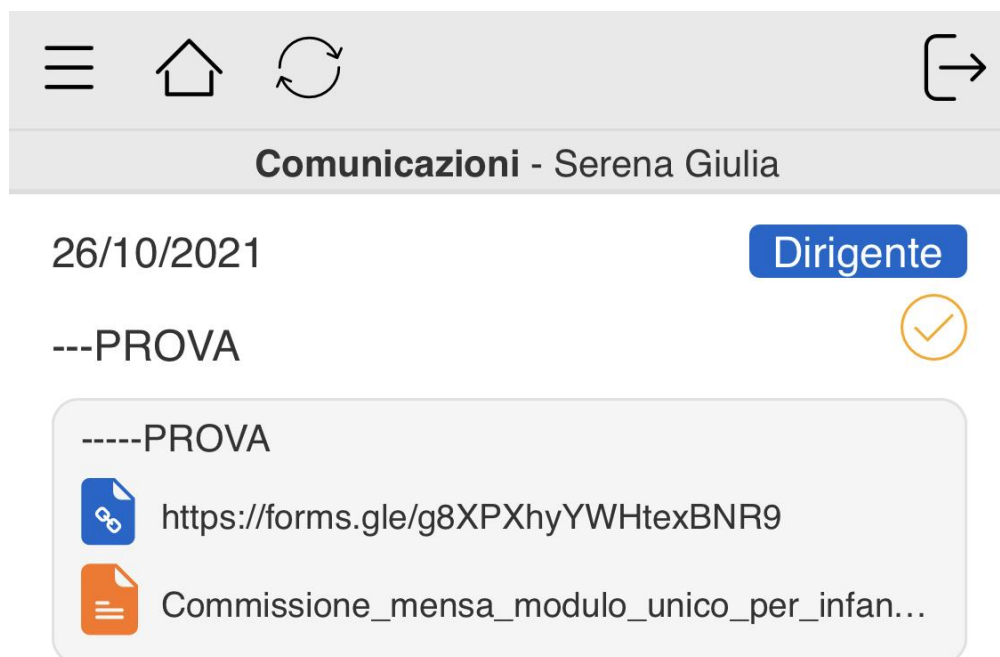 Comunicazioni - Serena Giulia
26/10/2021
Dirigente
---PROVA
-----PROVA
https://forms.gle/g8XPXhyYWHtexBNR9
Commissione_mensa_modulo_unico_per_infan...